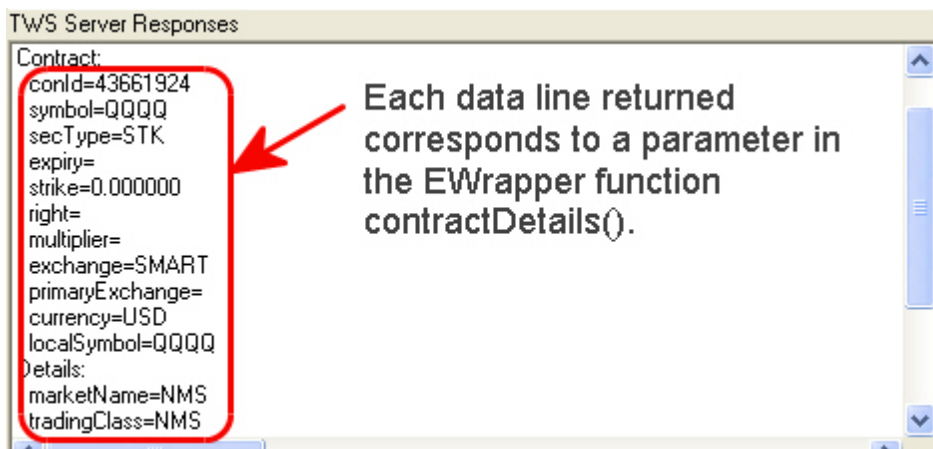 TWS Server Responses
Contract:
conId=43661924
symbol=QQQQ
secType=STK
expiry=
strike=0.000000
right=
multiplier=
exchange=SMART
primaryExchange=
currency=USD
localSymbol=QQQQ
Details:
marketName=NMS
tradingClass=NMS
Each data line returned
corresponds to a parameter in
the EWrapper function
contractDetails().